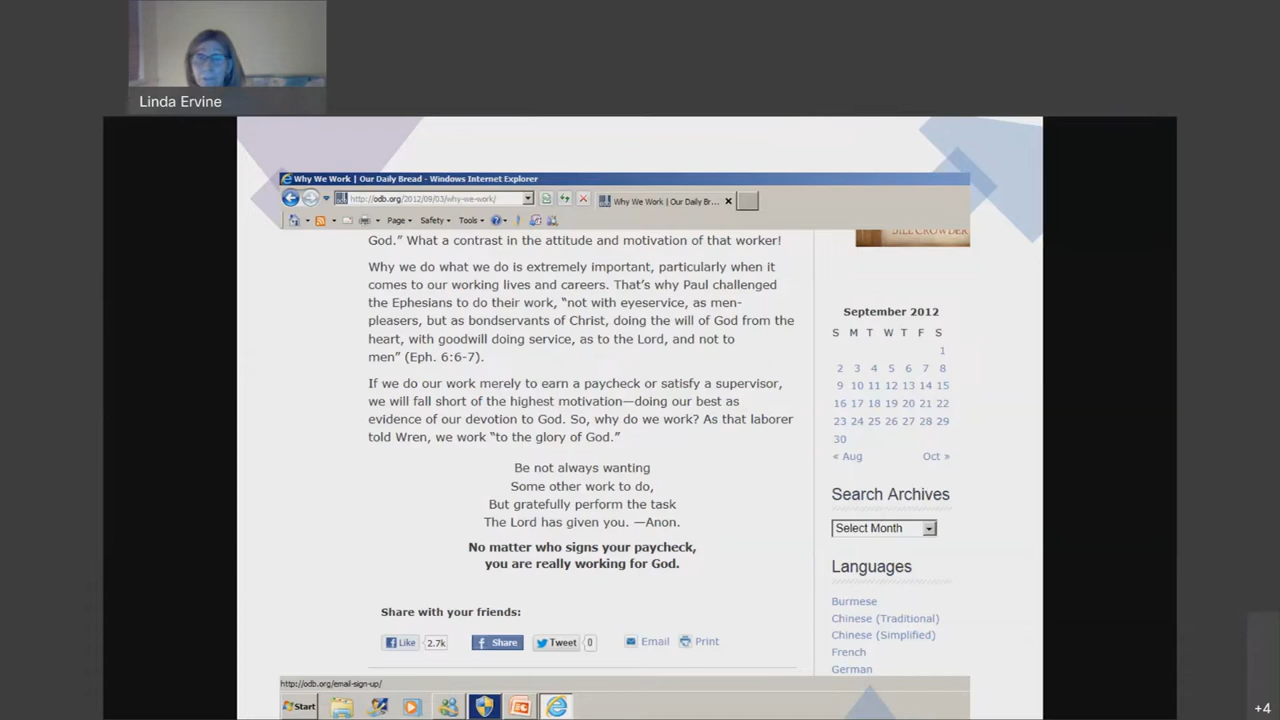 Linda Ervine
Why We Work | Our Daily Bread - Windows Internet Explorer
http://odb.org/2012/09/03/why-we-work/
Why We Work | Our Daily Br...
Page
Safety
Tools
God.” What a contrast in the attitude and motivation of that worker!
Why we do what we do is extremely important, particularly when it
comes to our working lives and careers. That’s why Paul challenged
the Ephesians to do their work, “not with eyeservice, as men-
pleasers, but as bondservants of Christ, doing the will of God from the
heart, with goodwill doing service, as to the Lord, and not to
men” (Eph. 6:6-7).
If we do our work merely to earn a paycheck or satisfy a supervisor,
we will fall short of the highest motivation—doing our best as
evidence of our devotion to God. So, why do we work? As that laborer
told Wren, we work “to the glory of God.”
Be not always wanting
Some other work to do,
But gratefully perform the task
The Lord has given you. —Anon.
No matter who signs your paycheck,
you are really working for God.
Share with your friends:
Like 2.7k Share Tweet 0 Email Print
BILL CROWDER
September 2012
S M T W T F S
1
2 3 4 5 6 7 8
9 10 11 12 13 14 15
16 17 18 19 20 21 22
23 24 25 26 27 28 29
30
« Aug Oct »
Search Archives
Select Month
Languages
Burmese
Chinese (Traditional)
Chinese (Simplified)
French
German
http://odb.org/email-sign-up/
Start
+4